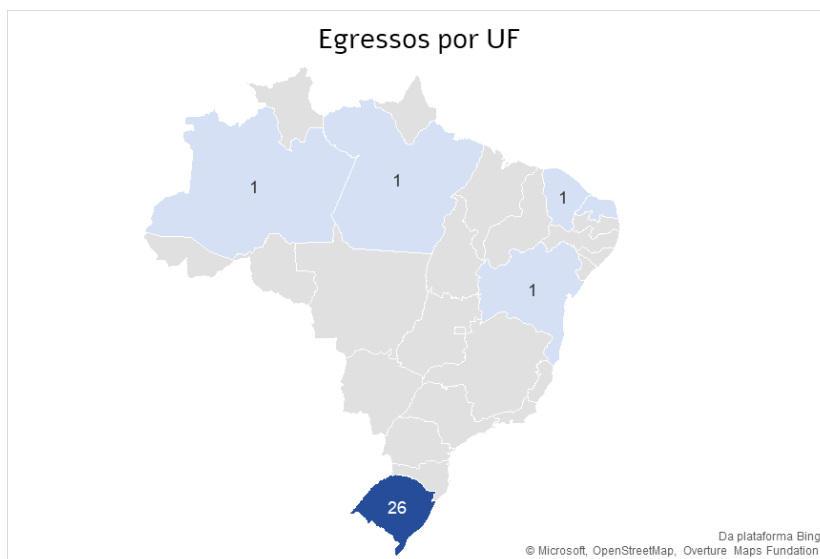 Egressos por UF
1
1
1
1
26
Da plataforma Bing
© Microsoft, OpenStreetMap, Overture Maps Fundation